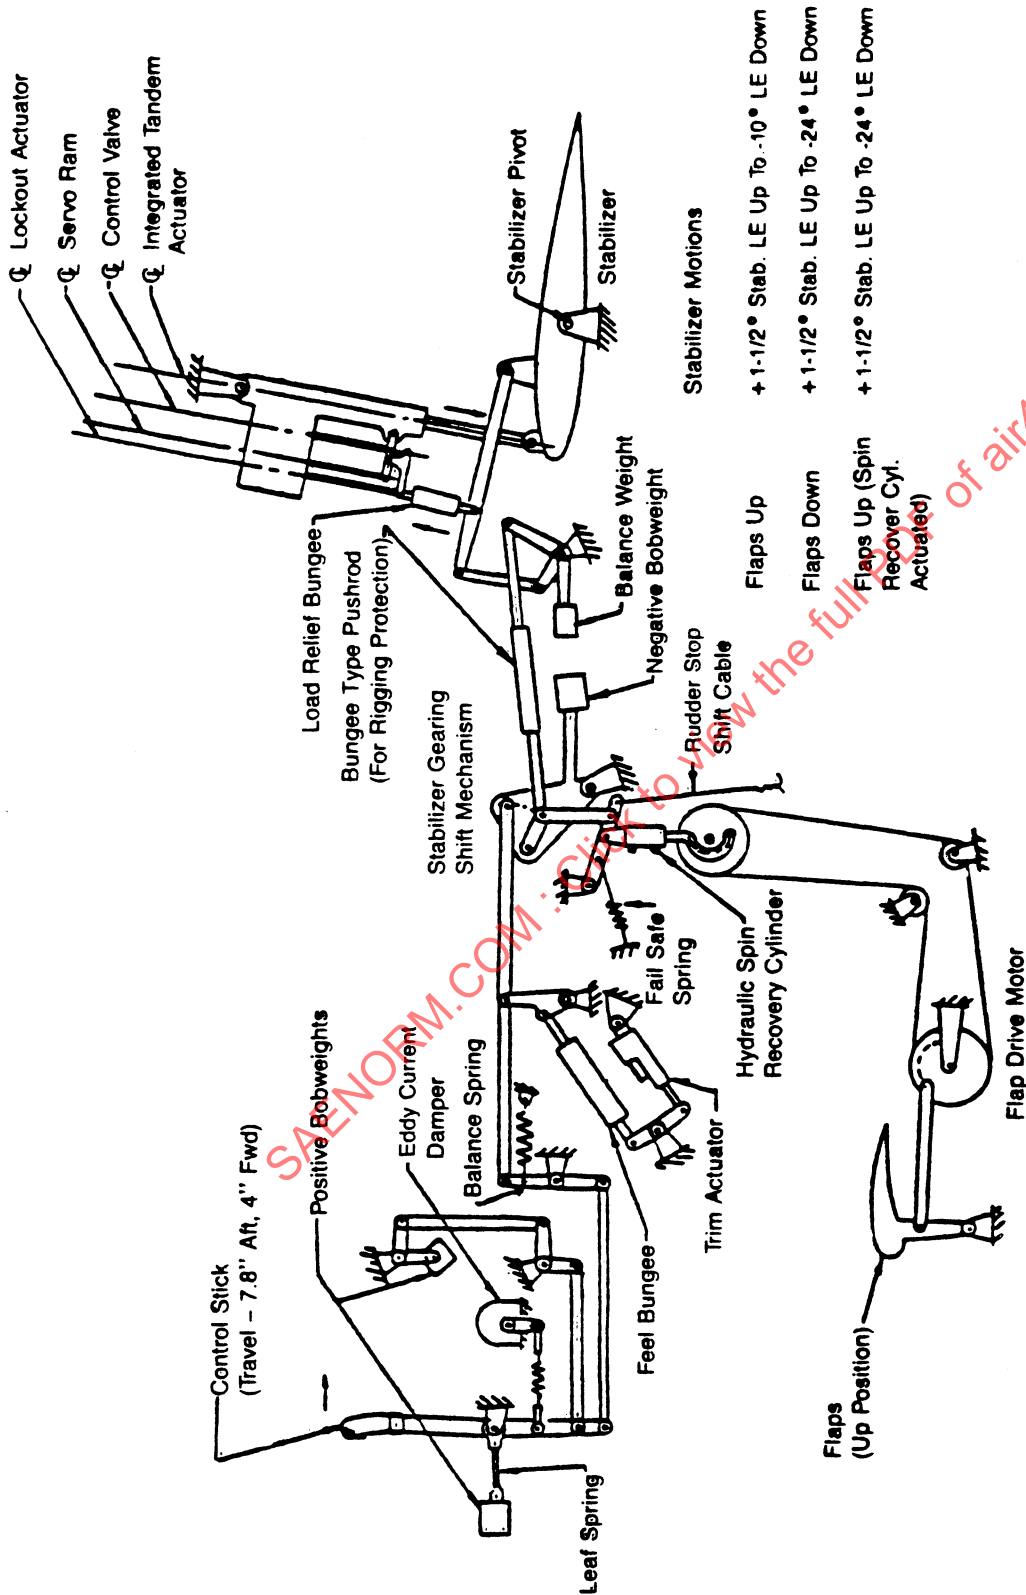 ℄ Lockout Actuator
℄ Servo Ram
℄ Control Valve
℄ Integrated Tandem
Actuator
Control Stick
(Travel – 7.8" Aft, 4" Fwd)
Positive Bobweights
Eddy Current
Damper
Balance Spring
Leaf Spring
Feel Bungee
Trim Actuator
Load Relief Bungee
Bungee Type Pushrod
(For Rigging Protection)
Stabilizer Gearing
Shift Mechanism
Stabilizer Pivot
Stabilizer
Balance Weight
Negative Bobweight
Rudder Stop
Shift Cable
Fail Safe
Spring
Hydraulic Spin
Recovery Cylinder
Flaps
(Up Position)
Flap Drive Motor
Stabilizer Motions
Flaps Up +1-1/2° Stab. LE Up To -10° LE Down
Flaps Down +1-1/2° Stab. LE Up To -24° LE Down
Flaps Up (Spin +1-1/2° Stab. LE Up To -24° LE Down
Recover Cyl.
Actuated)
SAENORM.COM : Click to view the full PDF of air4